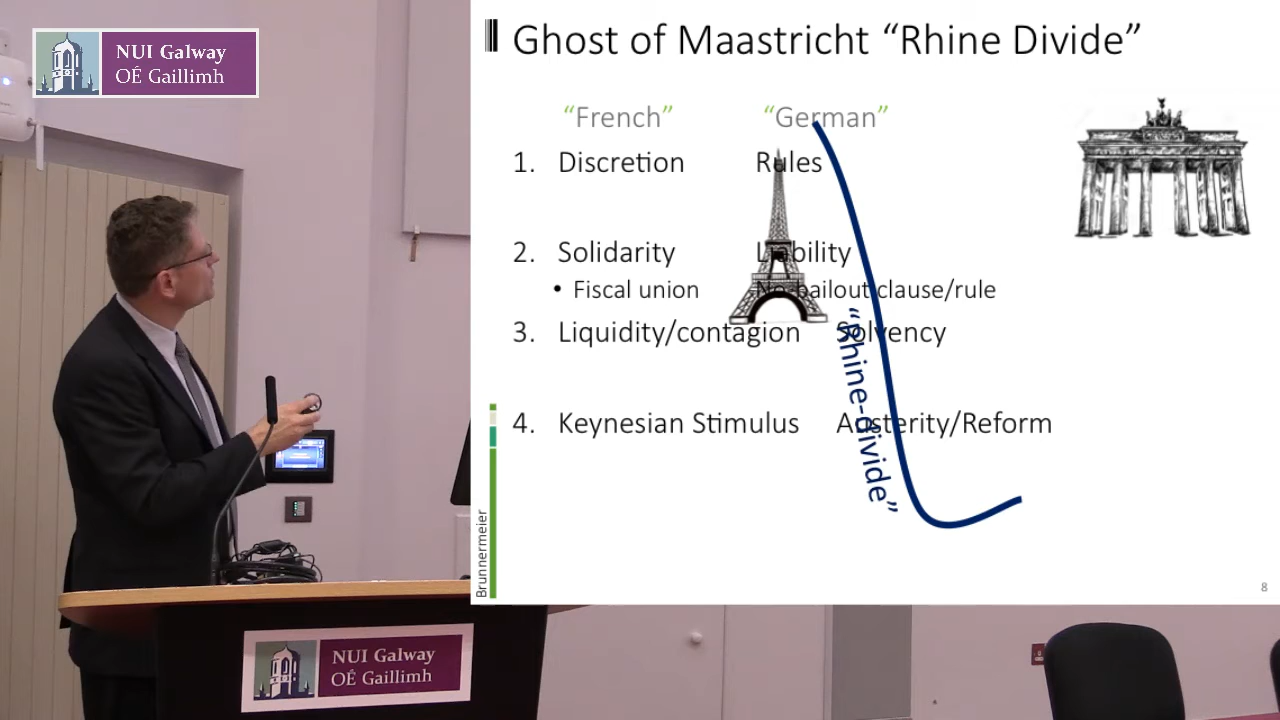 NUI Galway
OÉ Gaillimh
Ghost of Maastricht “Rhine Divide”
“French” “German”
1. Discretion Rules
2. Solidarity Liability
• Fiscal union No-bailout clause/rule
3. Liquidity/contagion Solvency
4. Keynesian Stimulus Austerity/Reform
“Rhine-divide”
Brunnermeier
8
NUI Galway
OÉ Gaillimh